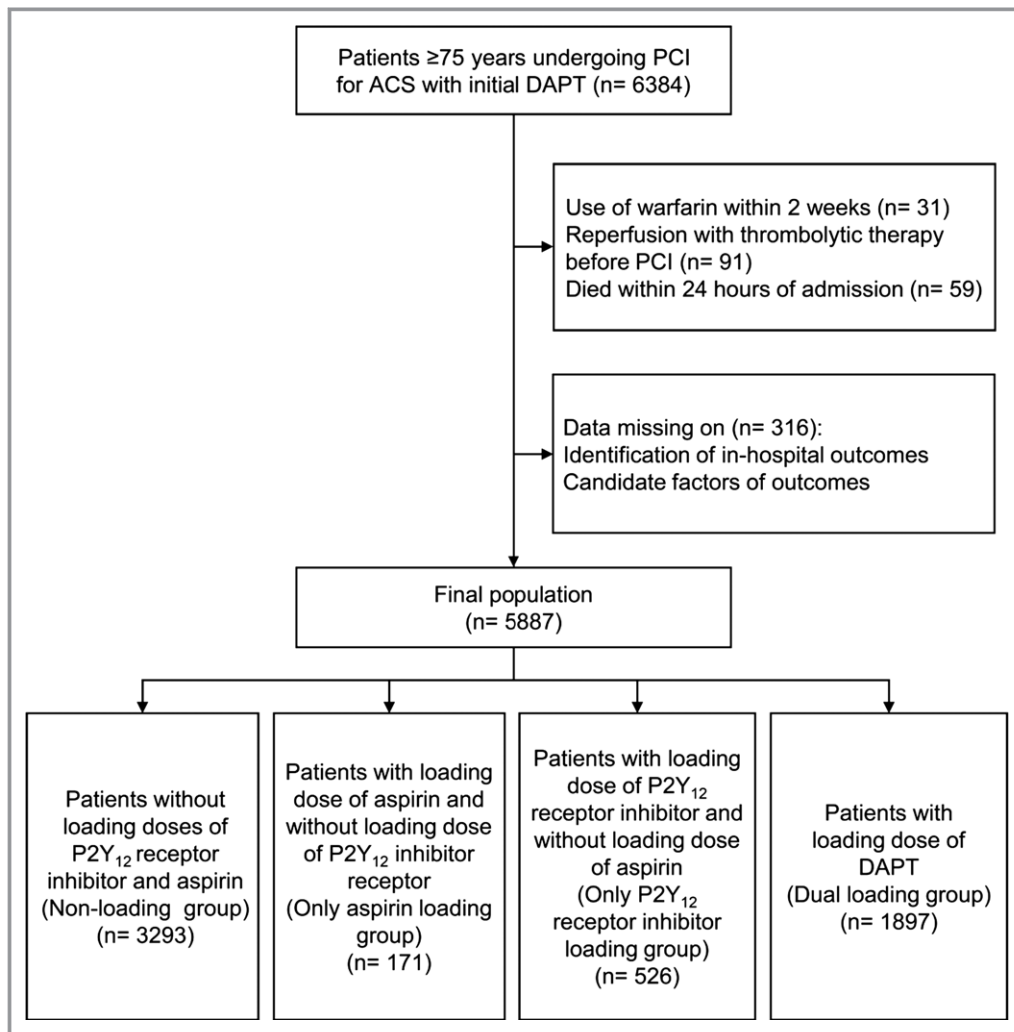 Patients ≥75 years undergoing PCI
for ACS with initial DAPT (n= 6384)
Use of warfarin within 2 weeks (n= 31)
Reperfusion with thrombolytic therapy
before PCI (n= 91)
Died within 24 hours of admission (n= 59)
Data missing on (n= 316):
Identification of in-hospital outcomes
Candidate factors of outcomes
Final population
(n= 5887)
Patients without
loading doses of
P2Y₁₂ receptor
inhibitor and aspirin
(Non-loading group)
(n= 3293)
Patients with loading
dose of aspirin and
without loading dose
of P2Y₁₂ inhibitor
receptor
(Only aspirin loading
group)
(n= 171)
Patients with loading
dose of P2Y₁₂
receptor inhibitor and
without loading dose
of aspirin
(Only P2Y₁₂
receptor inhibitor
loading group)
(n= 526)
Patients with
loading dose of
DAPT
(Dual loading group)
(n= 1897)